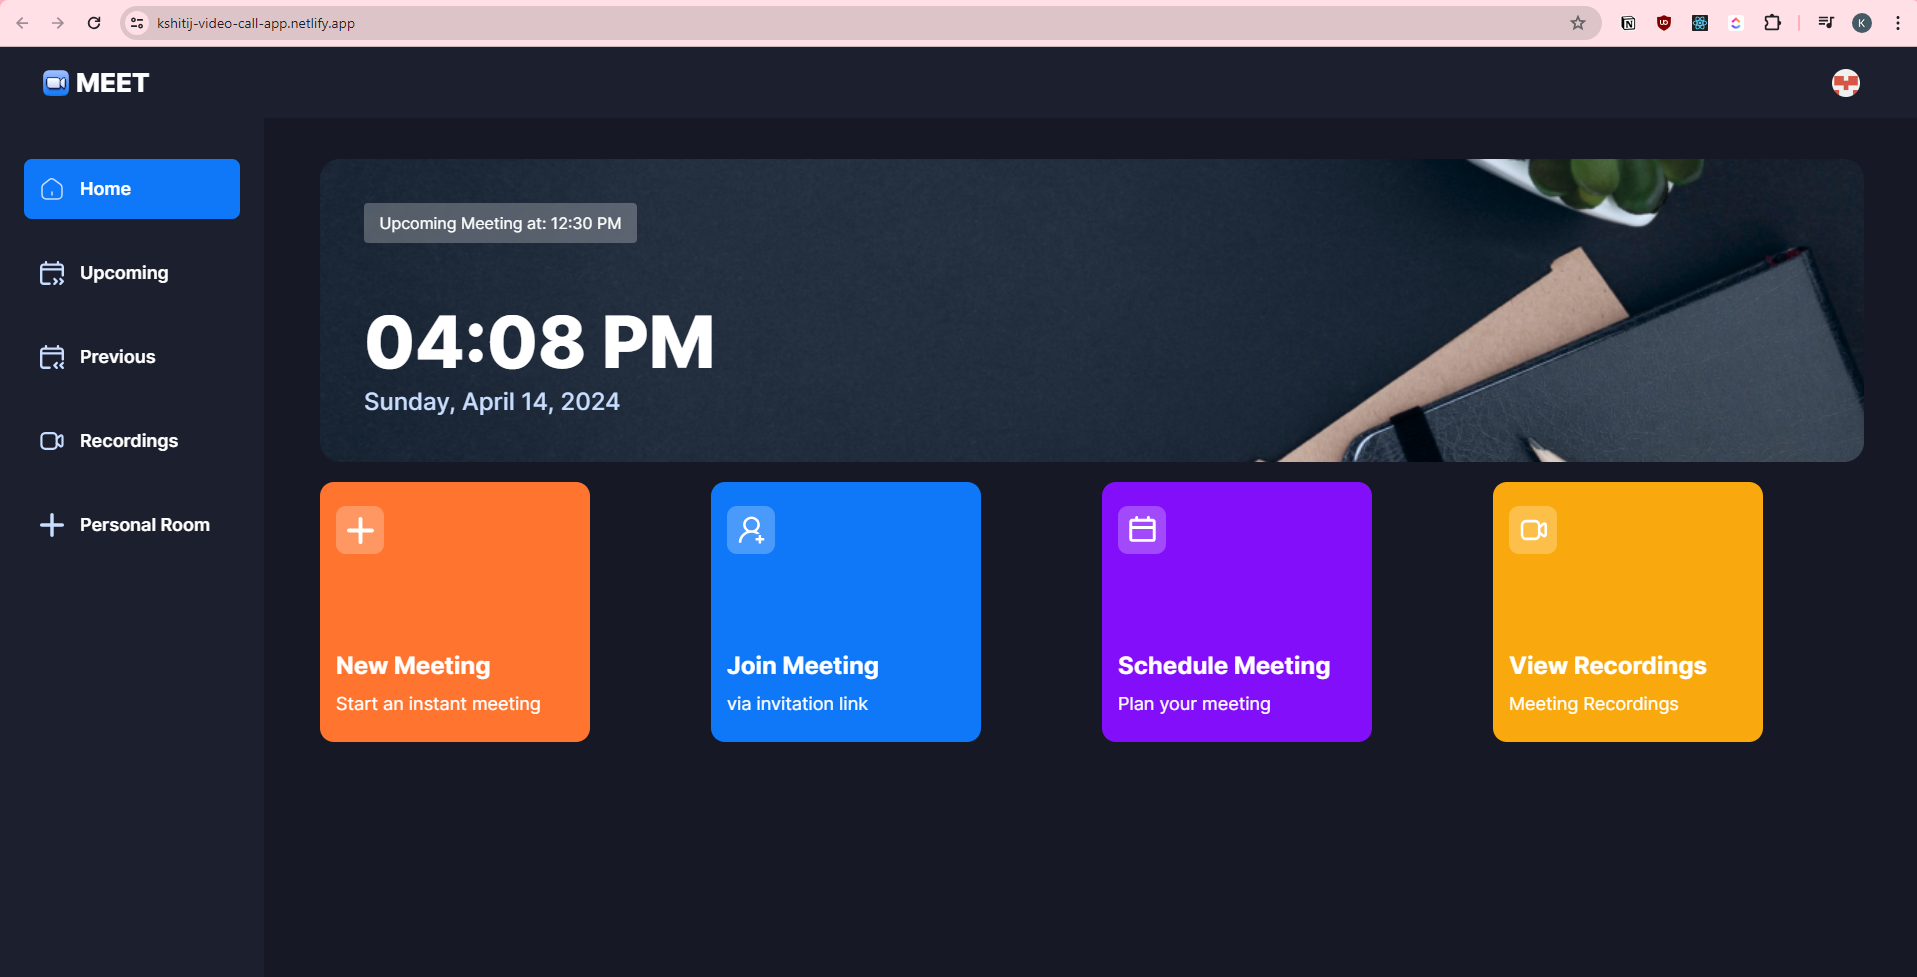 kshitij-video-call-app.netlify.app
K
MEET
Home
Upcoming
Previous
Recordings
Personal Room
Upcoming Meeting at: 12:30 PM
04:08 PM
Sunday, April 14, 2024
New Meeting
Start an instant meeting
Join Meeting
via invitation link
Schedule Meeting
Plan your meeting
View Recordings
Meeting Recordings